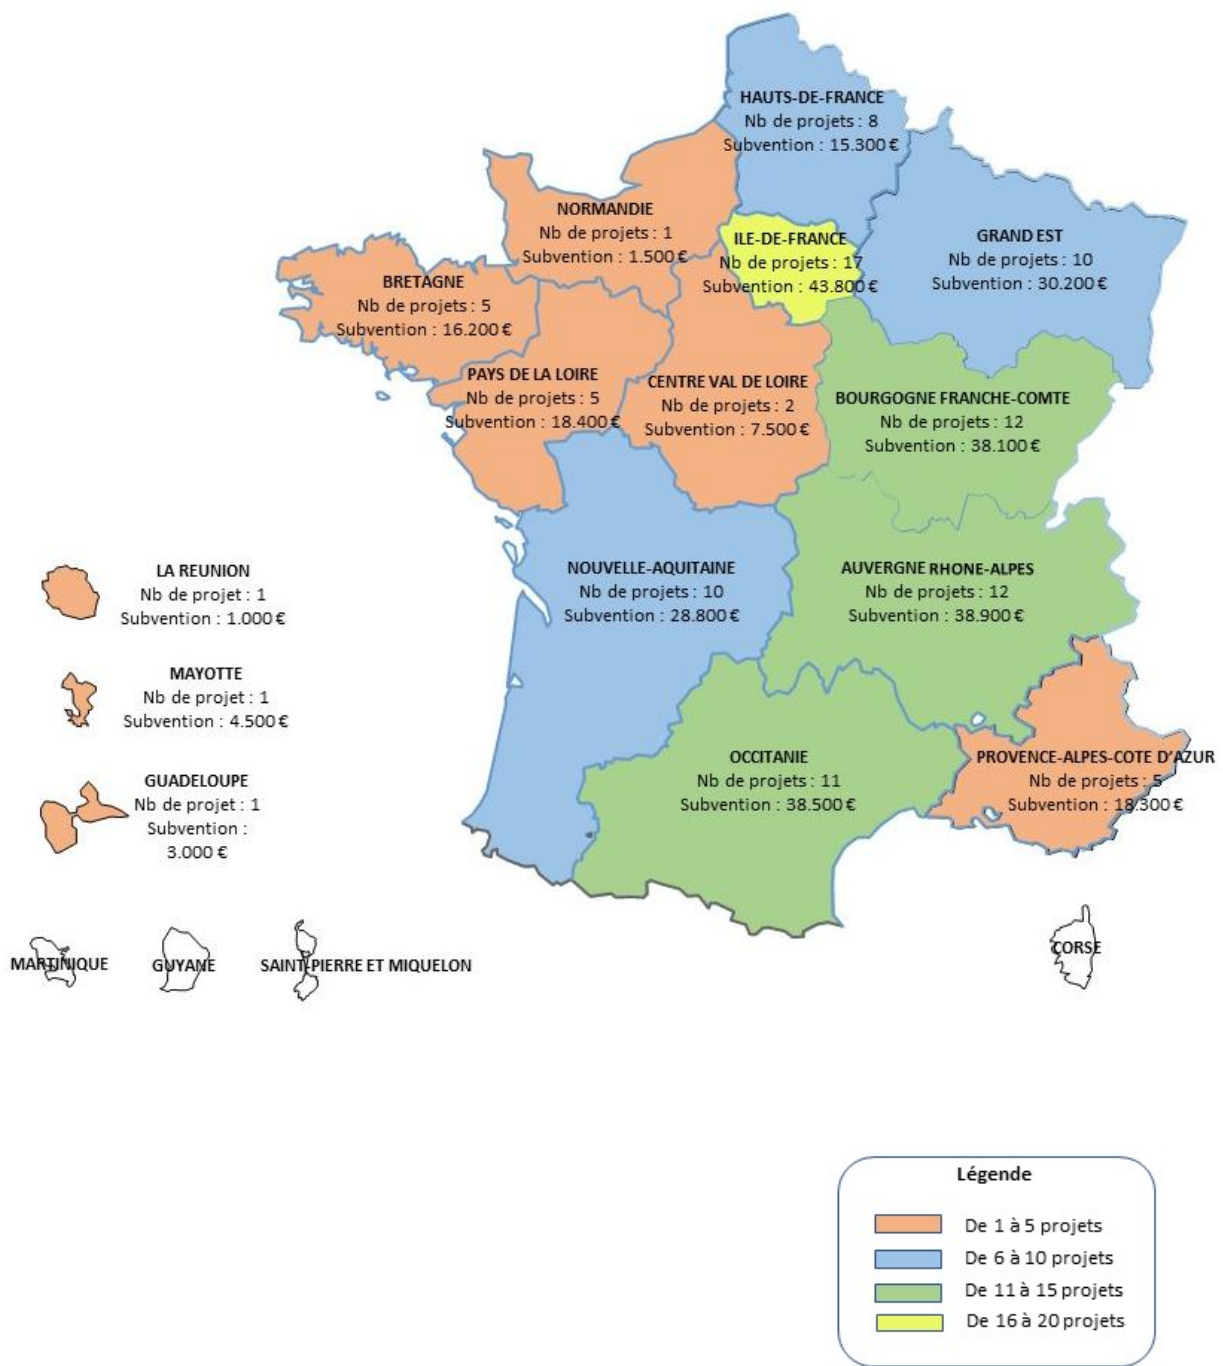 HAUTS-DE-FRANCE
Nb de projets : 8
Subvention : 15.300 €
NORMANDIE
Nb de projets : 1
Subvention : 1.500 €
ILE-DE-FRANCE
Nb de projets : 17
Subvention : 43.800 €
GRAND EST
Nb de projets : 10
Subvention : 30.200 €
BRETAGNE
Nb de projets : 5
Subvention : 16.200 €
PAYS DE LA LOIRE
Nb de projets : 5
Subvention : 18.400 €
CENTRE VAL DE LOIRE
Nb de projets : 2
Subvention : 7.500 €
BOURGOGNE FRANCHE-COMTE
Nb de projets : 12
Subvention : 38.100 €
LA REUNION
Nb de projet : 1
Subvention : 1.000 €
NOUVELLE-AQUITAINE
Nb de projets : 10
Subvention : 28.800 €
AUVERGNE RHONE-ALPES
Nb de projets : 12
Subvention : 38.900 €
MAYOTTE
Nb de projet : 1
Subvention : 4.500 €
OCCITANIE
Nb de projets : 11
Subvention : 38.500 €
PROVENCE-ALPES-COTE D'AZUR
Nb de projets : 5
Subvention : 18.300 €
GUADELOUPE
Nb de projet : 1
Subvention :
3.000 €
MARTINIQUE
GUYANE
SAINT-PIERRE ET MIQUELON
CORSE
Légende
De 1 à 5 projets
De 6 à 10 projets
De 11 à 15 projets
De 16 à 20 projets